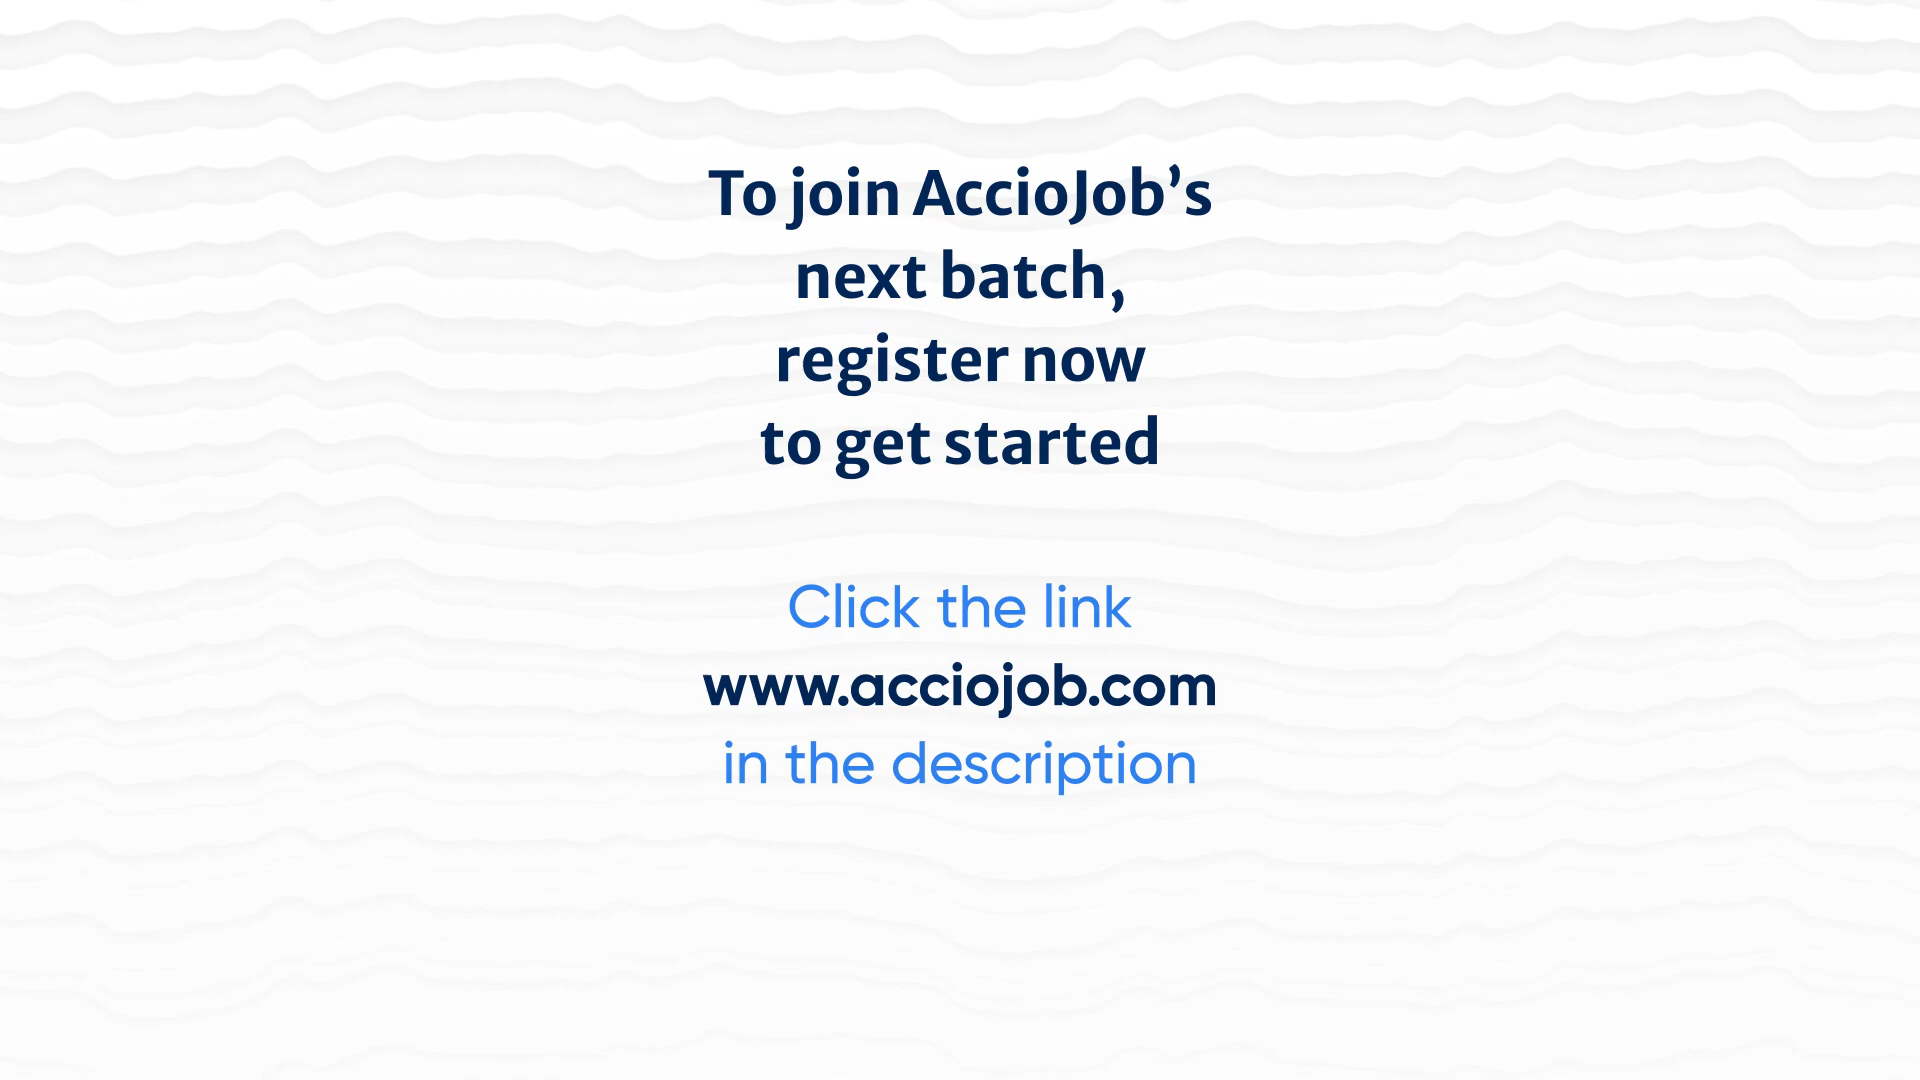 To join AccioJob’s
next batch,
register now
to get started
Click the link
www.acciojob.com
in the description